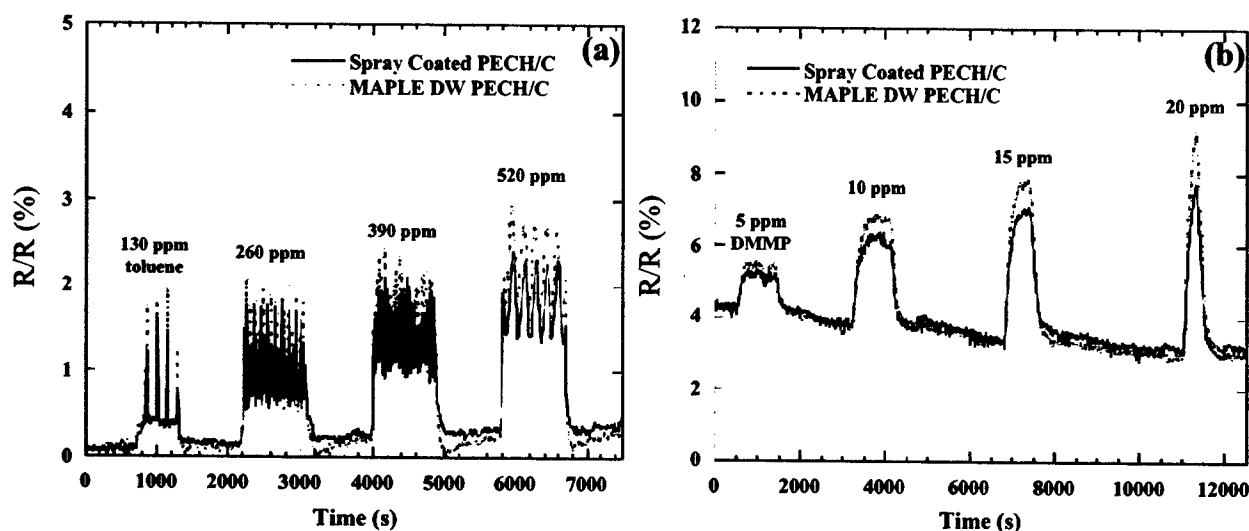 (a)
Spray Coated PECH/C
MAPLE DW PECH/C
130 ppm
toluene
260 ppm
390 ppm
520 ppm
5
4
3
2
1
0
R/R (%)
0 1000 2000 3000 4000 5000 6000 7000
Time (s)
(b)
Spray Coated PECH/C
MAPLE DW PECH/C
5 ppm
DMMP
10 ppm
15 ppm
20 ppm
12
10
8
6
4
2
0
R/R (%)
0 2000 4000 6000 8000 10000 12000
Time (s)